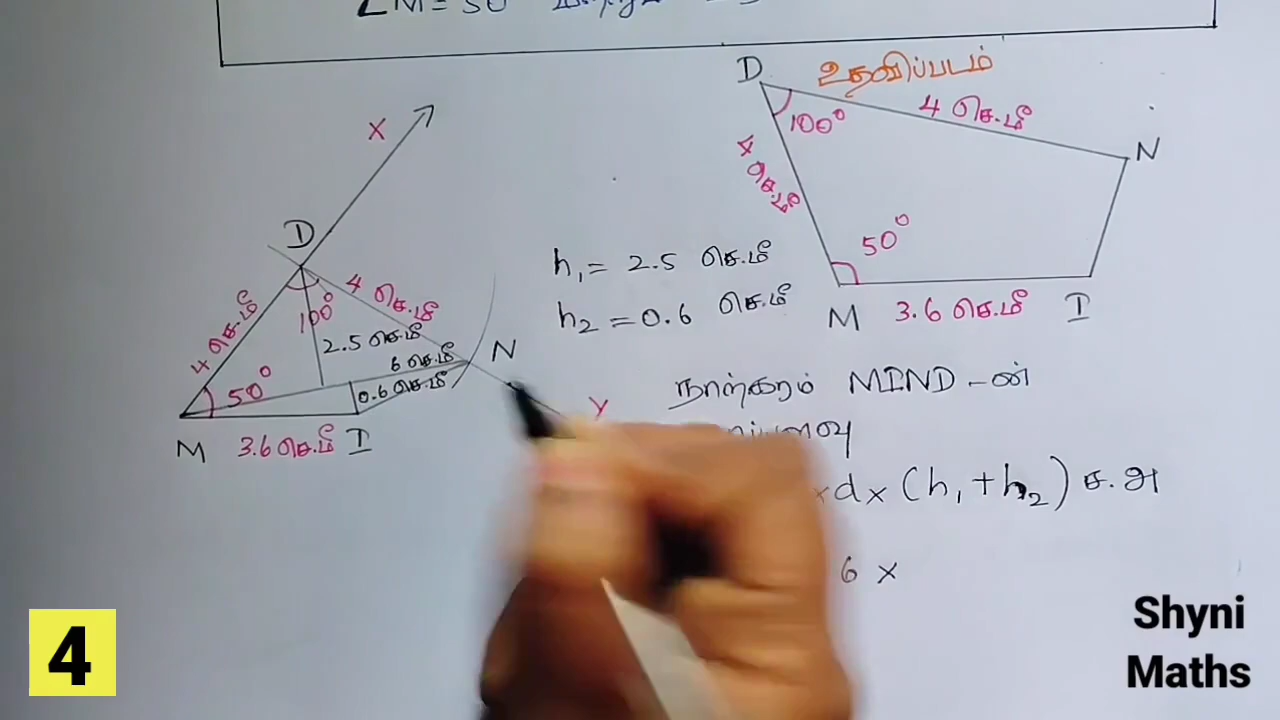 ∠M = 50°
D
உதவிப்படம்
4 செ.மீ
100°
N
4 செ.மீ
50°
M 3.6 செ.மீ I
X
D
4 செ.மீ
100°
4 செ.மீ
2.5 செ.மீ
6 செ.மீ
N
50°
0.6 செ.மீ
M 3.6 செ.மீ I
Y
h₁ = 2.5 செ.மீ
h₂ = 0.6 செ.மீ
நாற்கரம் MIND - ன்
x d x (h₁ + h₂) ச.அ
6 x
4
Shyni
Maths